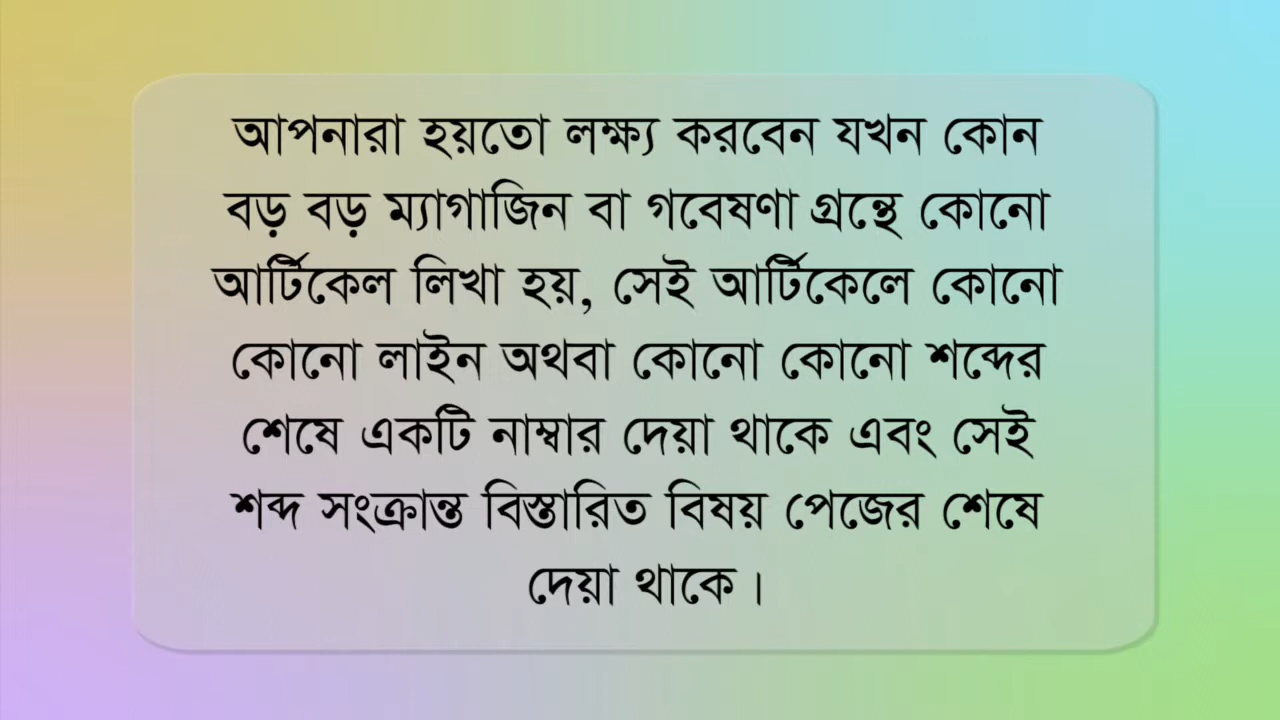 আপনারা হয়তো লক্ষ্য করবেন যখন কোন
বড় বড় ম্যাগাজিন বা গবেষণা গ্রন্থে কোনো
আর্টিকেল লিখা হয়, সেই আর্টিকেলে কোনো
কোনো লাইন অথবা কোনো কোনো শব্দের
শেষে একটি নাম্বার দেয়া থাকে এবং সেই
শব্দ সংক্রান্ত বিস্তারিত বিষয় পেজের শেষে
দেয়া থাকে।